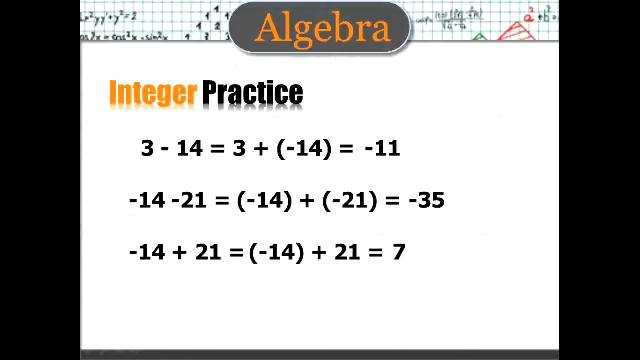 Algebra
Integer Practice
3 - 14 = 3 + (-14) = -11
-14 -21 = (-14) + (-21) = -35
-14 + 21 = (-14) + 21 = 7